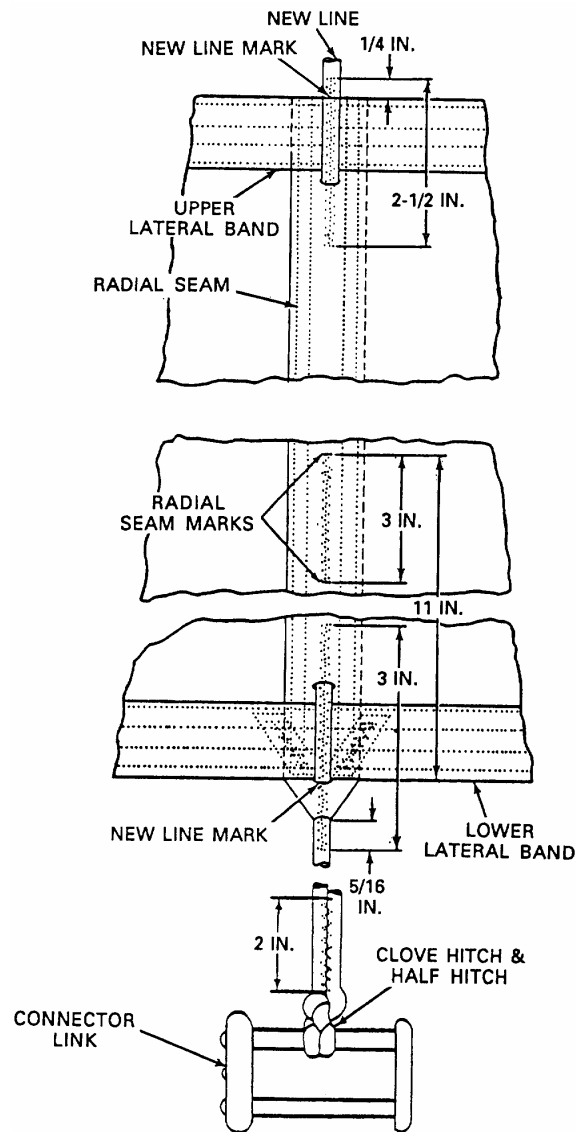 NEW LINE
NEW LINE MARK
1/4 IN.
UPPER
LATERAL BAND
2-1/2 IN.
RADIAL SEAM
RADIAL
SEAM MARKS
3 IN.
11 IN.
3 IN.
NEW LINE MARK
LOWER
LATERAL BAND
5/16
IN.
2 IN.
CLOVE HITCH &
HALF HITCH
CONNECTOR
LINK